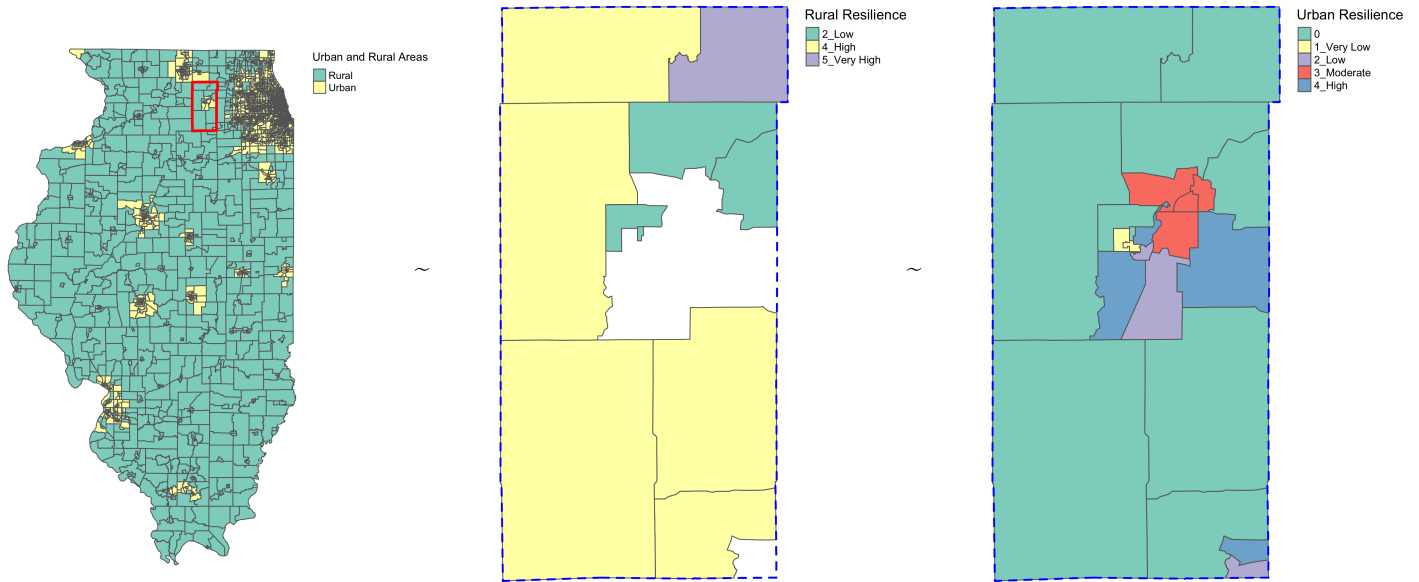 Urban and Rural Areas
Rural
Urban
~
Rural Resilience
2_Low
4_High
5_Very High
~
Urban Resilience
0
1_Very Low
2_Low
3_Moderate
4_High